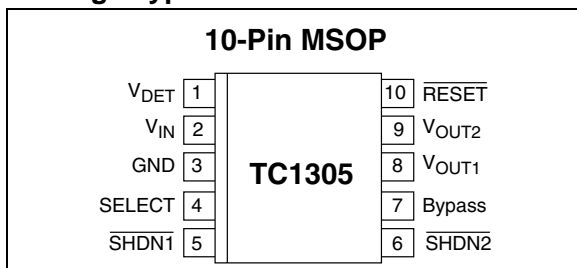 10-Pin MSOP
VDET 1 10 RESET
VIN 2 9 VOUT2
GND 3 8 VOUT1
TC1305
SELECT 4 7 Bypass
SHDN1 5 6 SHDN2